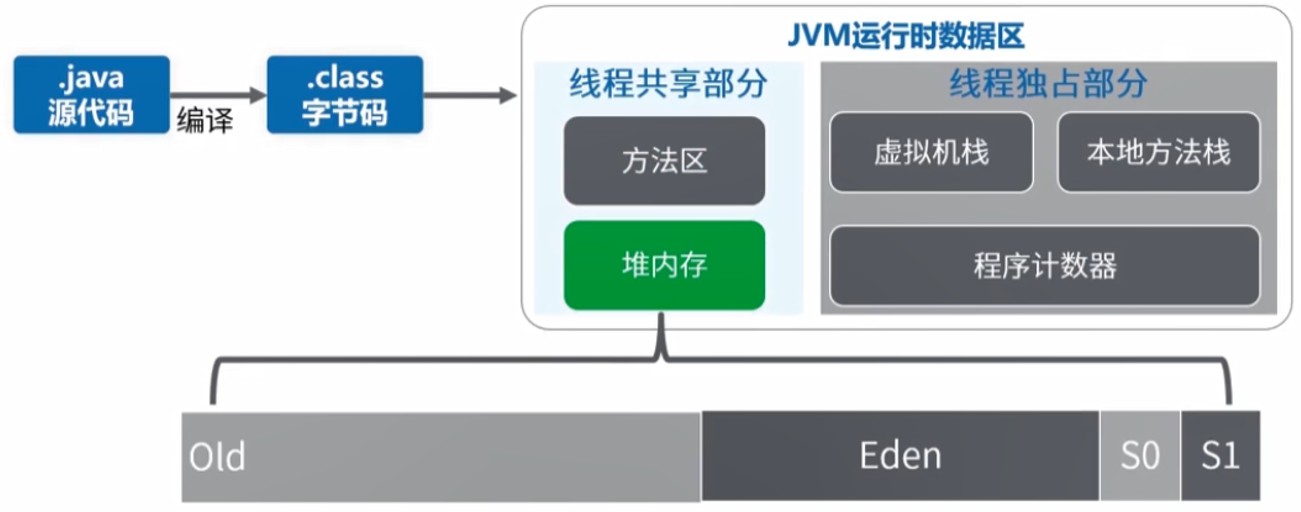 .java
源代码
编译
.class
字节码
JVM运行时数据区
线程共享部分
方法区
堆内存
线程独占部分
虚拟机栈
本地方法栈
程序计数器
Old
Eden
S0
S1